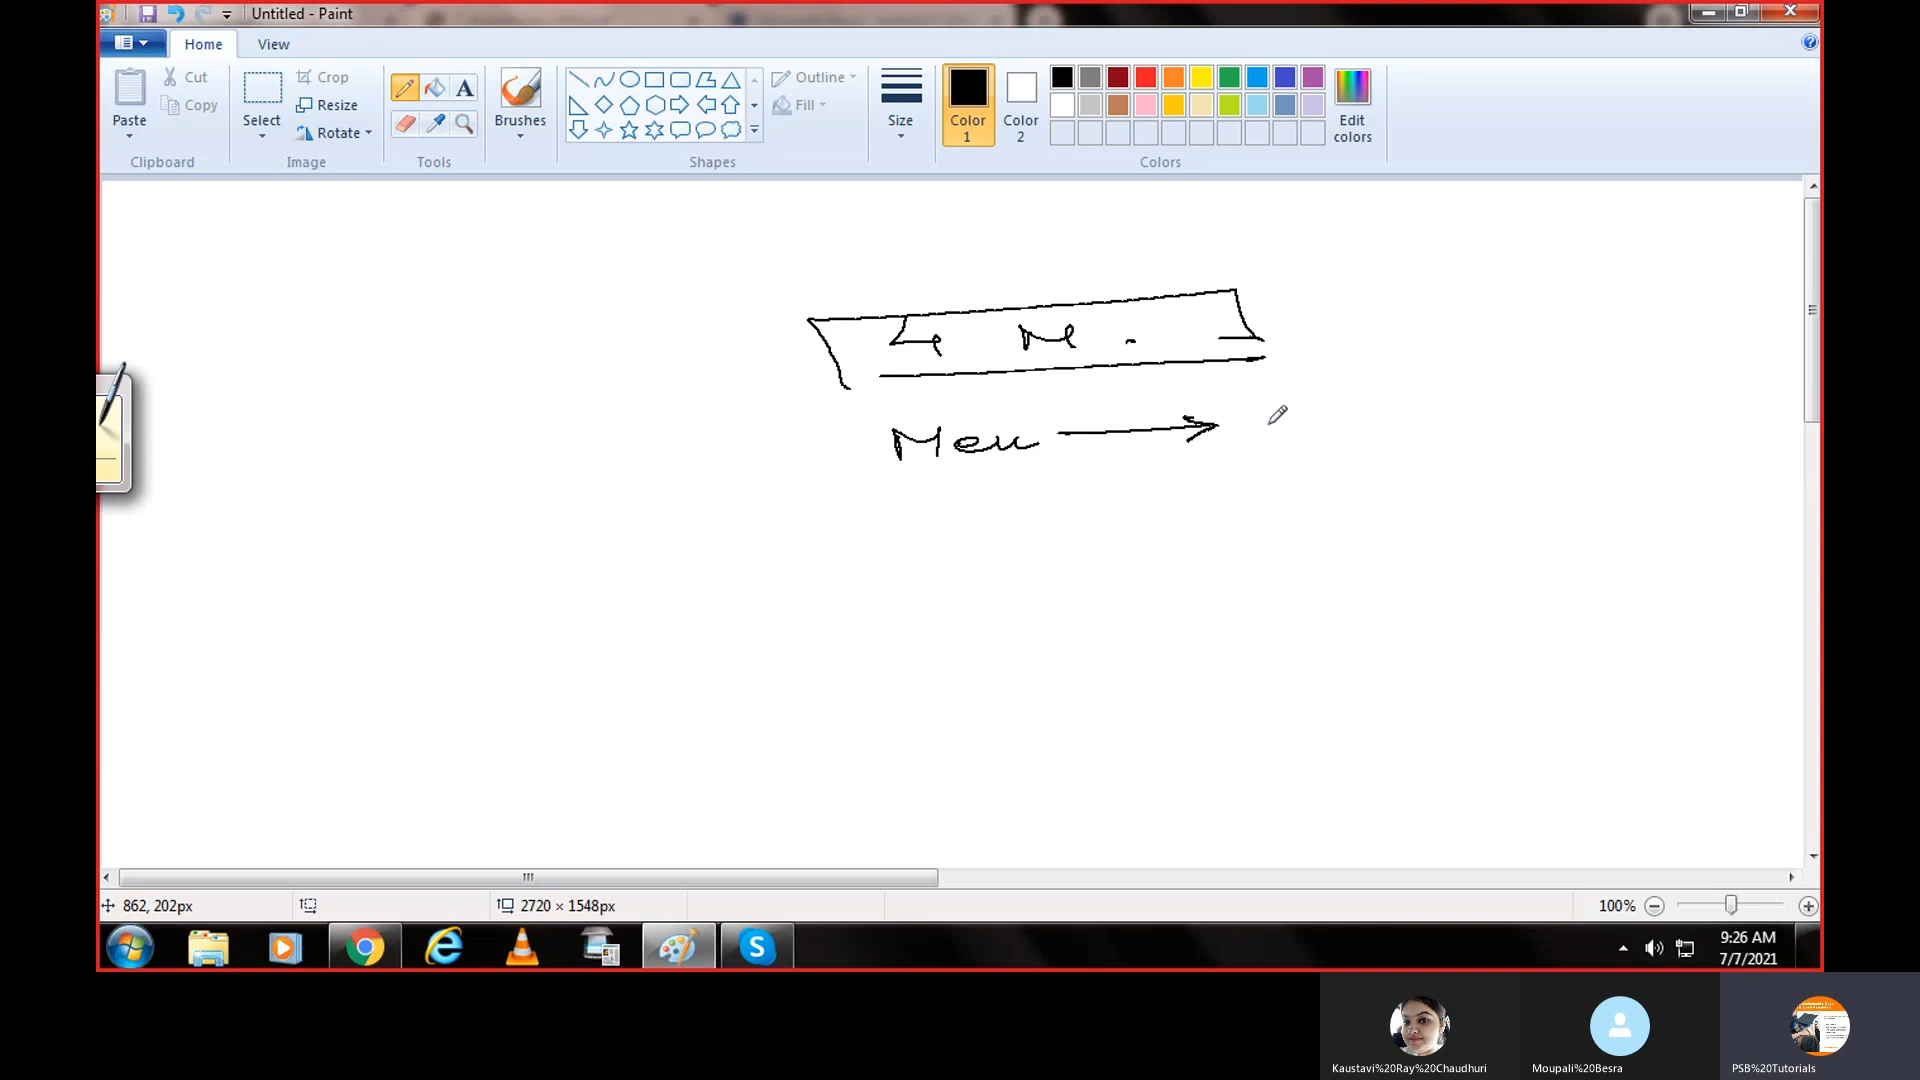 Untitled - Paint
Home View
Paste
Cut
Copy
Clipboard
Select
Crop
Resize
Rotate
Image
Tools
Brushes
Shapes
Outline
Fill
Size
Color 1
Color 2
Edit colors
Colors
4 M. -
Men
862, 202px
2720 × 1548px
100%
9:26 AM
7/7/2021
Kaustavi%20Ray%20Chaudhuri
Moupali%20Besra
PSB%20Tutorials